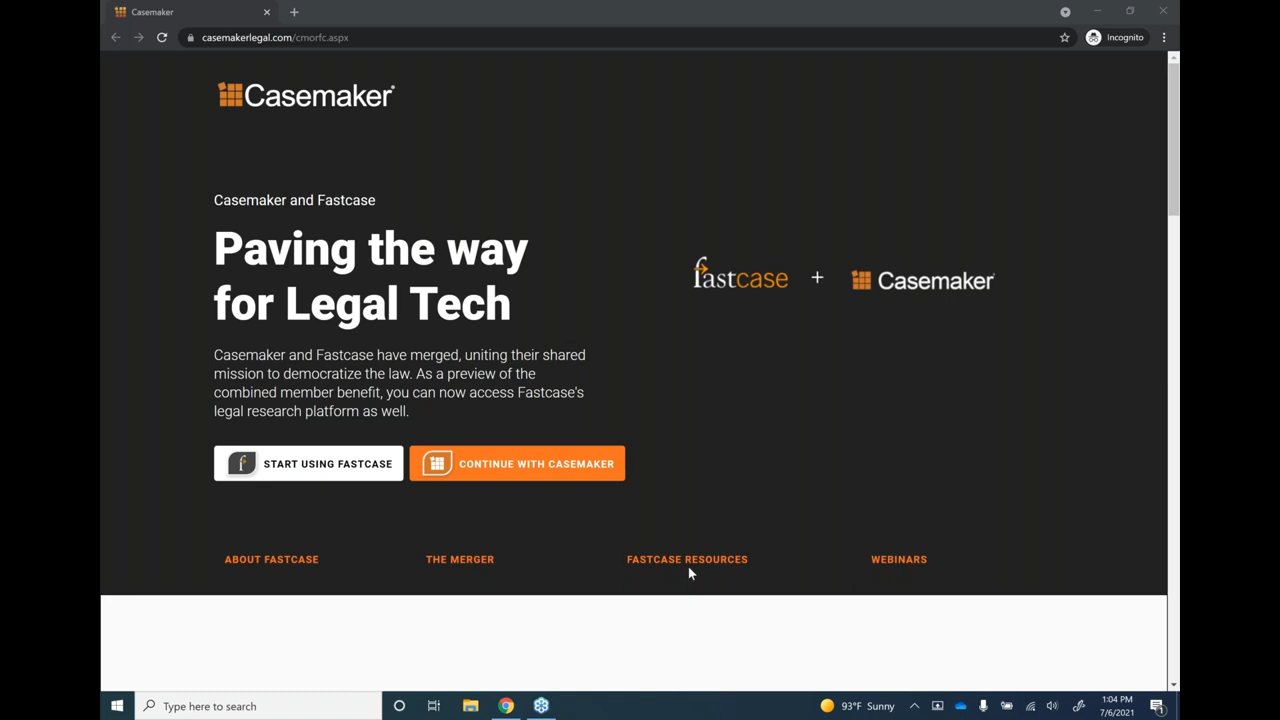 Casemaker
casemakerlegal.com/cmorfc.aspx
Incognito
Casemaker
Casemaker and Fastcase
Paving the way
for Legal Tech
fastcase + Casemaker
Casemaker and Fastcase have merged, uniting their shared
mission to democratize the law. As a preview of the
combined member benefit, you can now access Fastcase's
legal research platform as well.
START USING FASTCASE
CONTINUE WITH CASEMAKER
ABOUT FASTCASE
THE MERGER
FASTCASE RESOURCES
WEBINARS
Type here to search
93°F Sunny
1:04 PM
7/6/2021
1